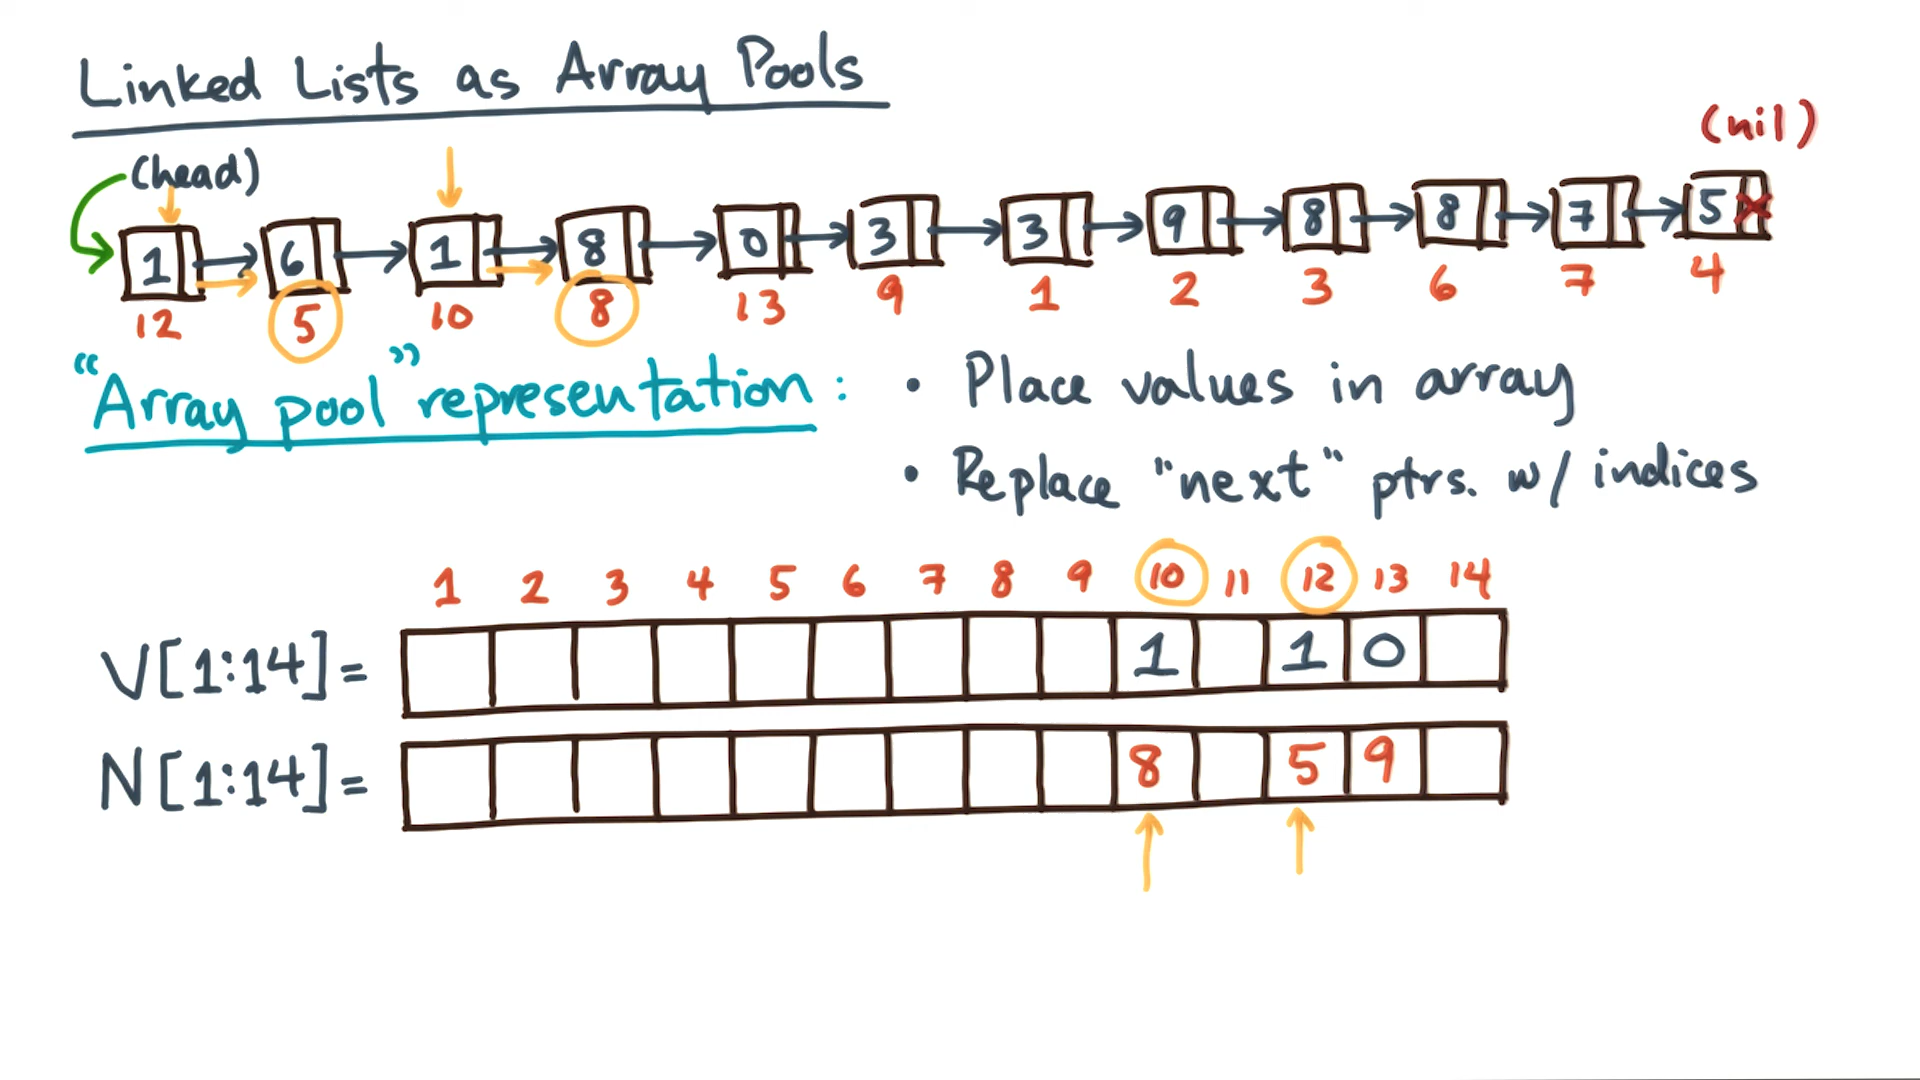 Linked Lists as Array Pools
(nil)
(head)
1 6 1 8 0 3 3 9 8 8 7 5
12 5 10 8 13 9 1 2 3 6 7 4
"Array pool" representation: • Place values in array
• Replace "next" ptrs. w/ indices
1 2 3 4 5 6 7 8 9 10 11 12 13 14
V[1:14]= 1 1 0
N[1:14]= 8 5 9